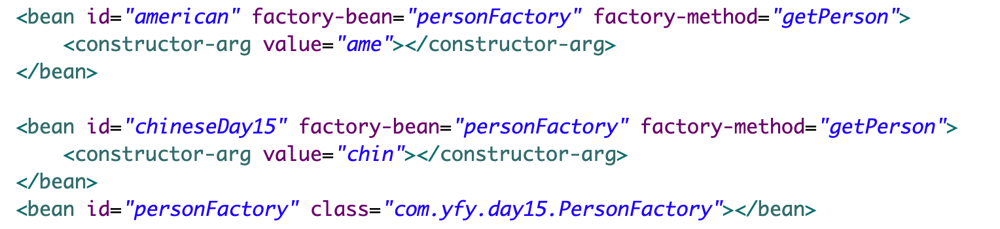 <bean id="american" factory-bean="personFactory" factory-method="getPerson">
    <constructor-arg value="ame"></constructor-arg>
</bean>
<bean id="chineseDay15" factory-bean="personFactory" factory-method="getPerson">
    <constructor-arg value="chin"></constructor-arg>
</bean>
<bean id="personFactory" class="com.yfy.day15.PersonFactory"></bean>